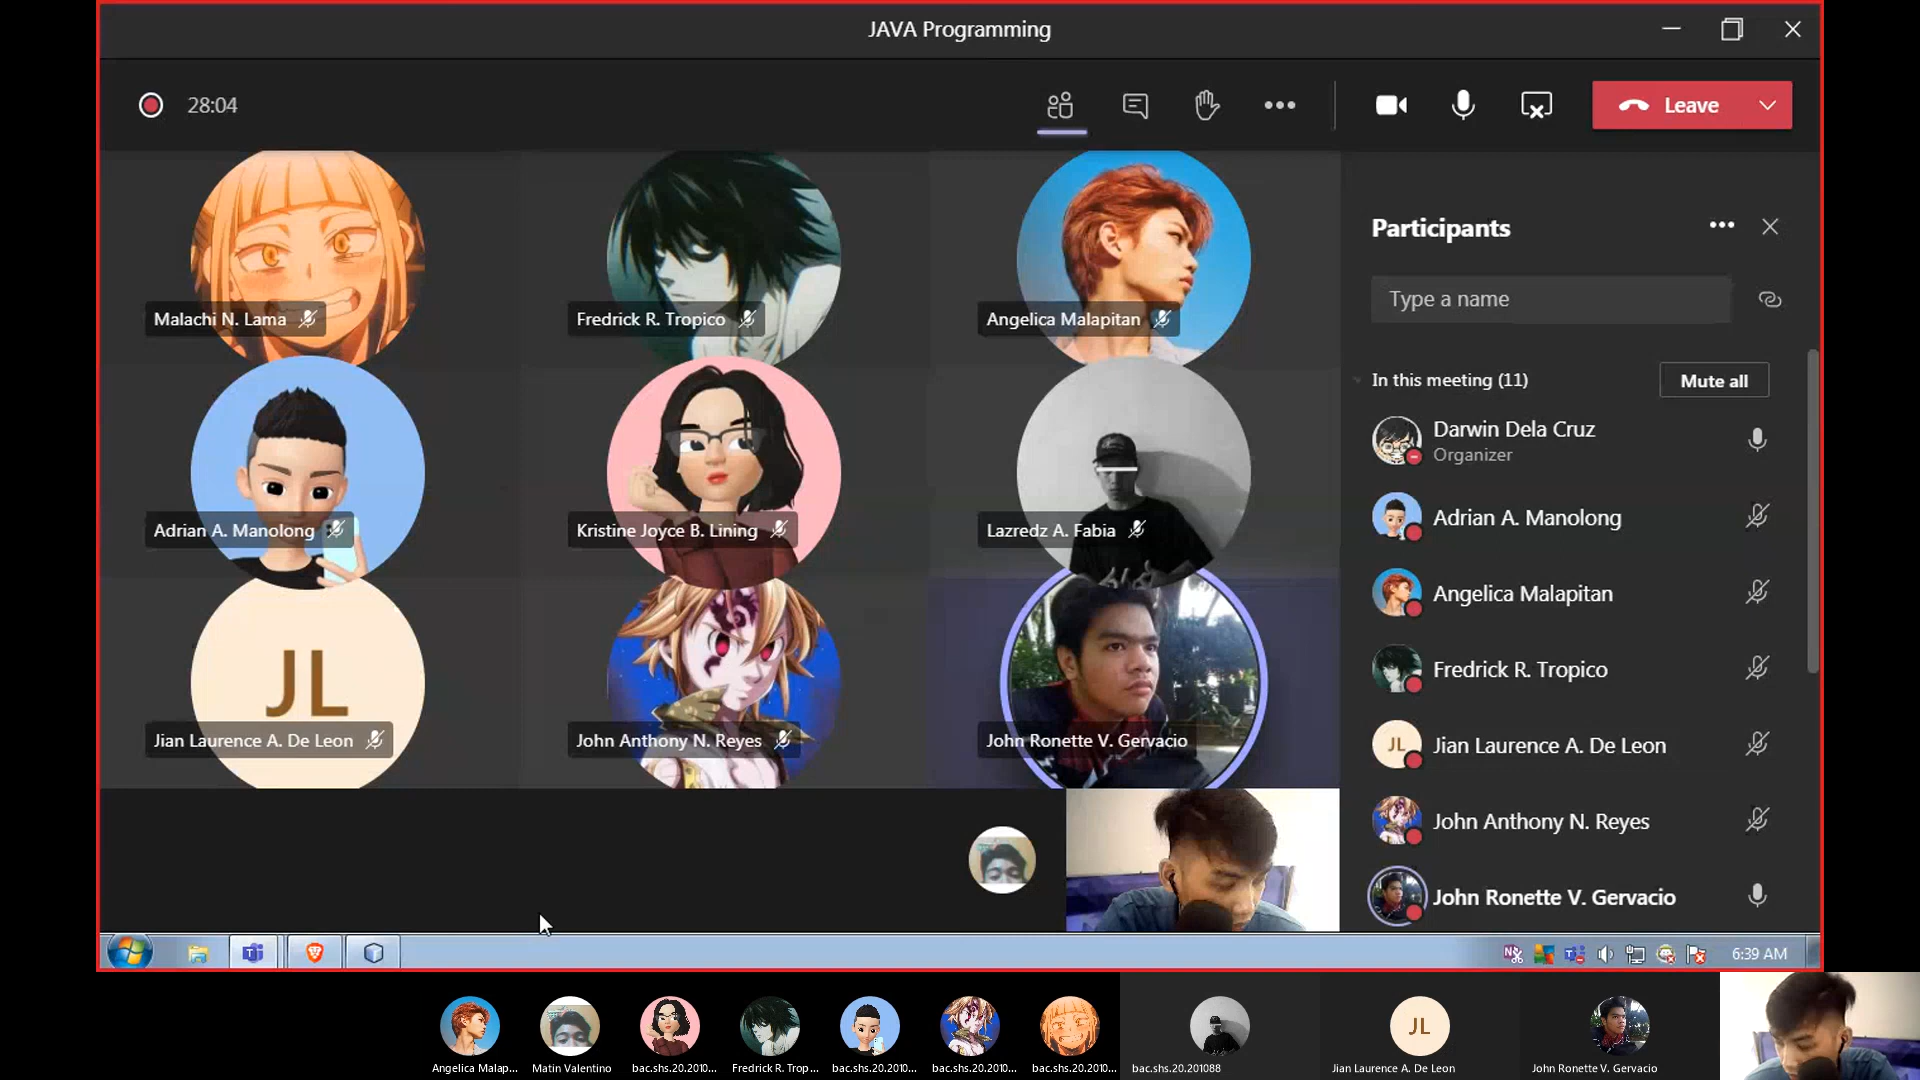 JAVA Programming
28:04
Leave
Malachi N. Lama
Fredrick R. Tropico
Angelica Malapitan
Adrian A. Manolong
Kristine Joyce B. Lining
Lazredz A. Fabia
JL
Jian Laurence A. De Leon
John Anthony N. Reyes
John Ronette V. Gervacio
Participants
Type a name
In this meeting (11)
Mute all
Darwin Dela Cruz
Organizer
Adrian A. Manolong
Angelica Malapitan
Fredrick R. Tropico
JL
Jian Laurence A. De Leon
John Anthony N. Reyes
John Ronette V. Gervacio
6:39 AM
JL
Angelica Malap...
Matin Valentino
bac.shs.20.2010...
Fredrick R. Trop...
bac.shs.20.2010...
bac.shs.20.2010...
bac.shs.20.2010...
bac.shs.20.201088
Jian Laurence A. De Leon
John Ronette V. Gervacio